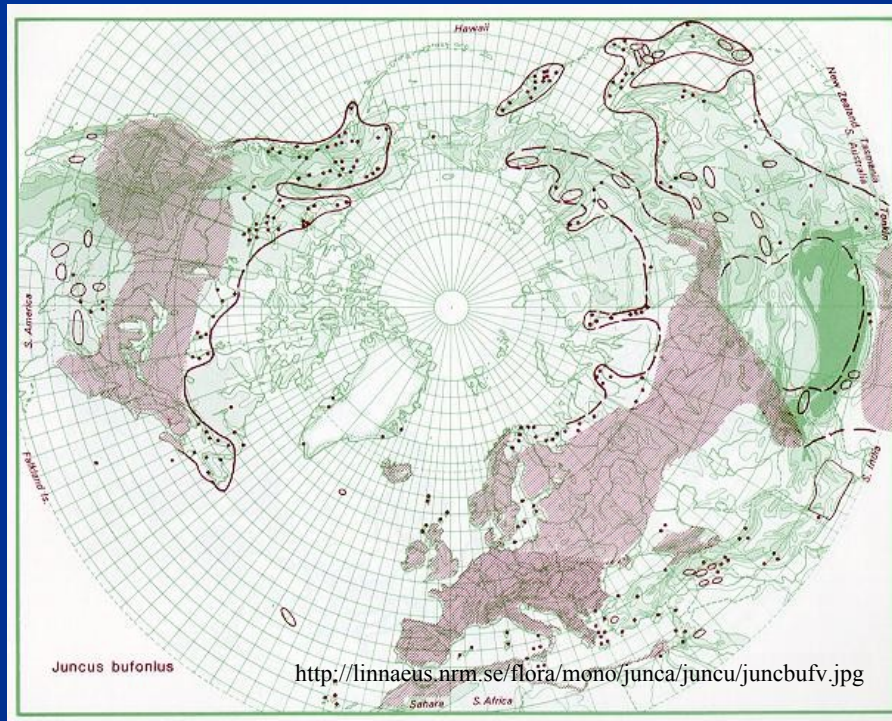 Hawaii
New Zealand Tasmania
S. Australia
Tonkin
S. America
Falkland Is.
S. India
Juncus bufonius
http://linnaeus.nrm.se/flora/mono/junca/juncu/juncbufv.jpg
Sahara
S. Africa